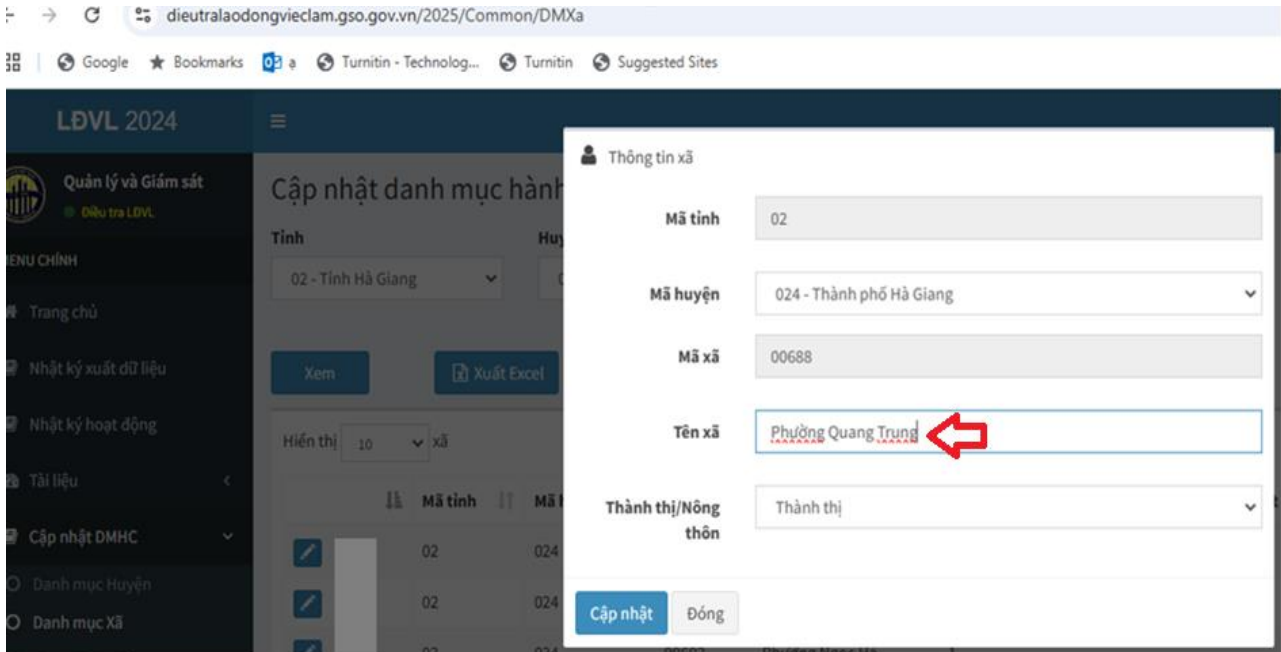 dieutralaodongvieclam.gso.gov.vn/2025/Common/DMXa
Google Bookmarks ạ Turnitin - Technolog... Turnitin Suggested Sites
LĐVL 2024
Quản lý và Giám sát
Điều tra LĐVL
MENU CHÍNH
Trang chủ
Nhật ký xuất dữ liệu
Nhật ký hoạt động
Tài liệu
Cập nhật DMHC
Danh mục Huyện
Danh mục Xã
Cập nhật danh mục hành
Tỉnh
02 - Tỉnh Hà Giang
Xem Xuất Excel
Hiển thị 10 xã
Mã tỉnh
02 024
02 024
02 024 00692
Thông tin xã
Mã tỉnh 02
Mã huyện 024 - Thành phố Hà Giang
Mã xã 00688
Tên xã Phường Quang Trung
Thành thị/Nông Thành thị
thôn
Cập nhật Đóng